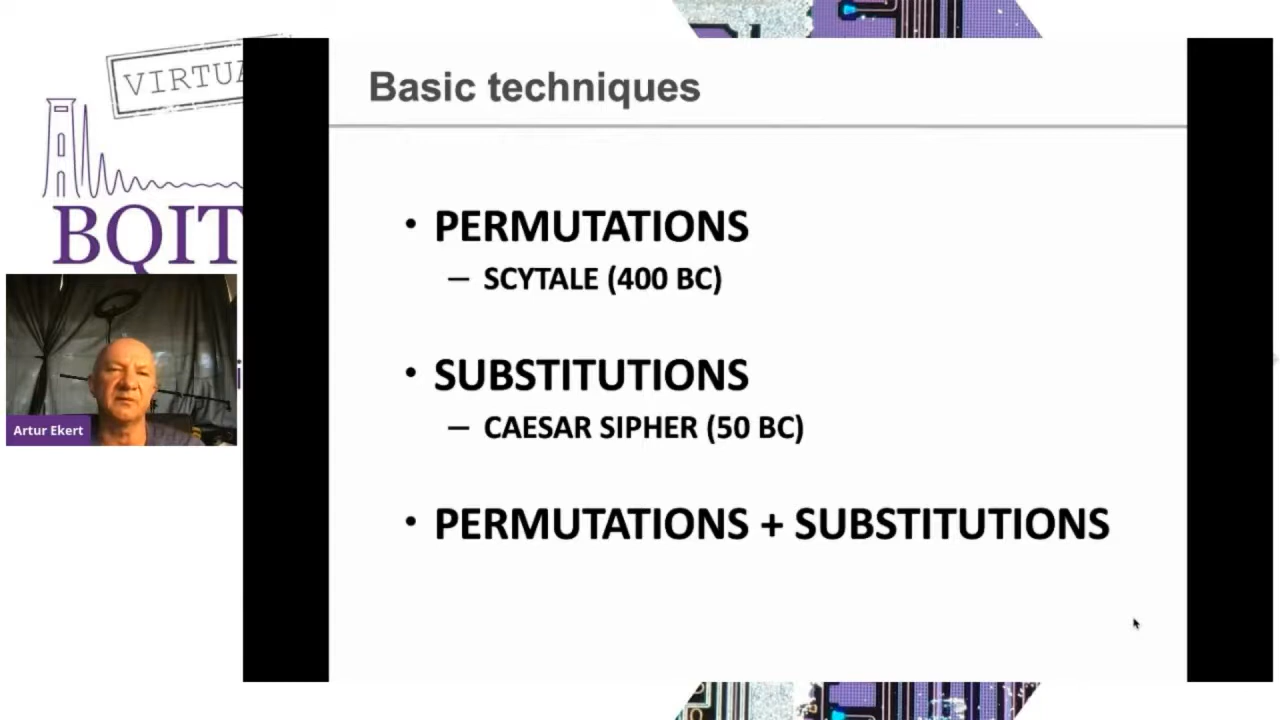 Basic techniques
VIRTUA
BQIT
• PERMUTATIONS
– SCYTALE (400 BC)
• SUBSTITUTIONS
– CAESAR SIPHER (50 BC)
• PERMUTATIONS + SUBSTITUTIONS
Artur Ekert